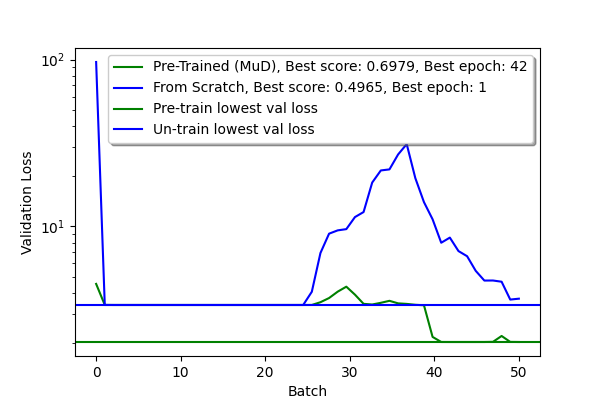 Pre-Trained (MuD), Best score: 0.6979, Best epoch: 42
From Scratch, Best score: 0.4965, Best epoch: 1
Pre-train lowest val loss
Un-train lowest val loss
Validation Loss
10²
10¹
0 10 20 30 40 50
Batch